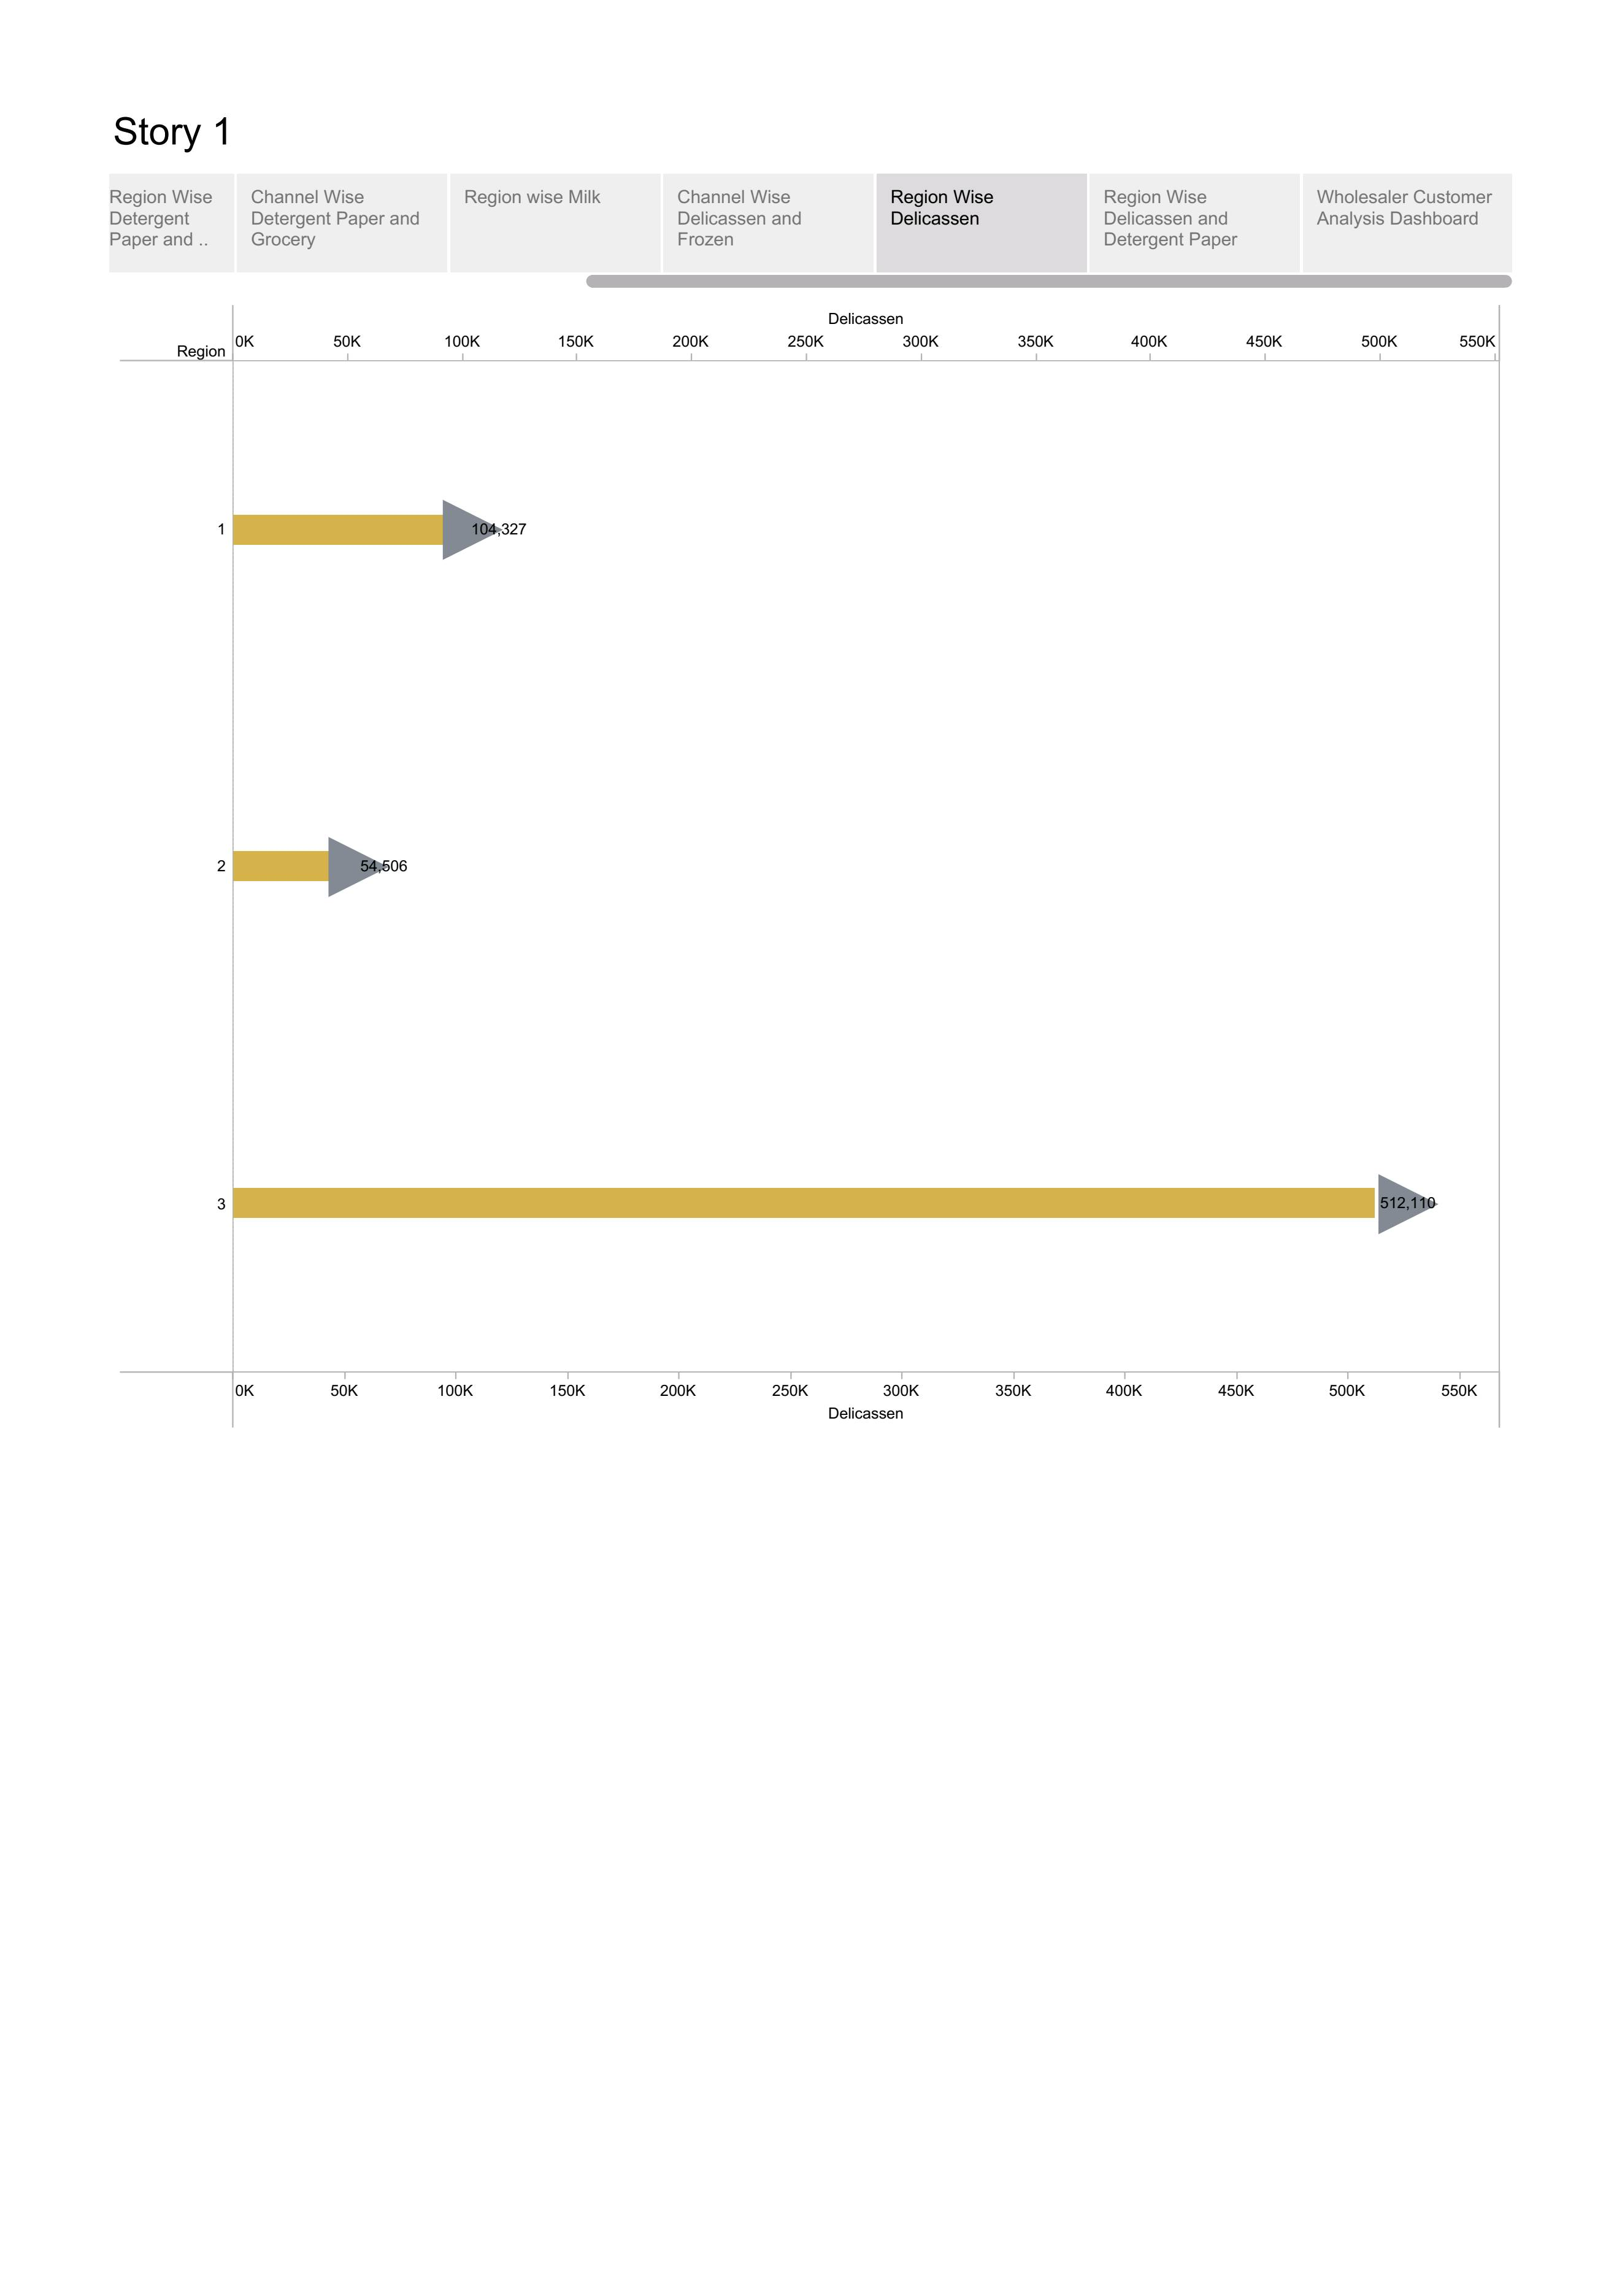 Story 1
Region Wise
Detergent
Paper and ..
Channel Wise
Detergent Paper and
Grocery
Region wise Milk
Channel Wise
Delicassen and
Frozen
Region Wise
Delicassen
Region Wise
Delicassen and
Detergent Paper
Wholesaler Customer
Analysis Dashboard
Delicassen
Region 0K 50K 100K 150K 200K 250K 300K 350K 400K 450K 500K 550K
1 104,327
2 54,506
3 512,110
0K 50K 100K 150K 200K 250K 300K 350K 400K 450K 500K 550K
Delicassen